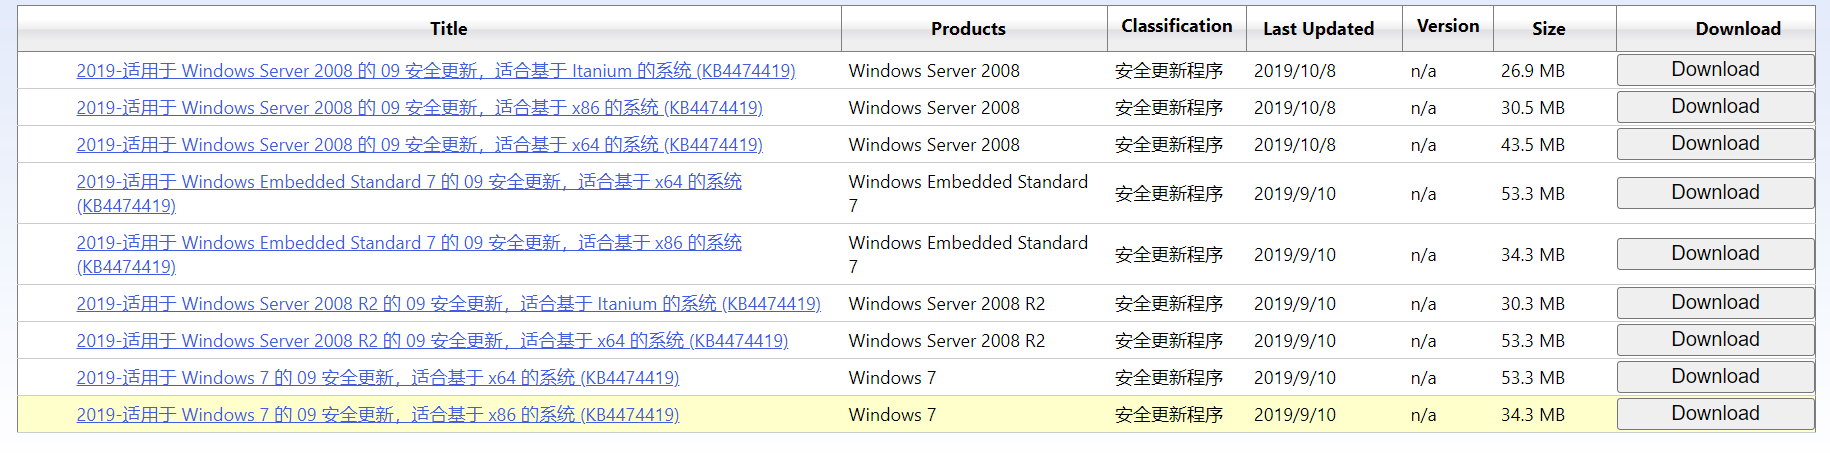 Title Products Classification Last Updated Version Size Download
2019-适用于 Windows Server 2008 的 09 安全更新，适合基于 Itanium 的系统 (KB4474419) Windows Server 2008 安全更新程序 2019/10/8 n/a 26.9 MB Download
2019-适用于 Windows Server 2008 的 09 安全更新，适合基于 x86 的系统 (KB4474419) Windows Server 2008 安全更新程序 2019/10/8 n/a 30.5 MB Download
2019-适用于 Windows Server 2008 的 09 安全更新，适合基于 x64 的系统 (KB4474419) Windows Server 2008 安全更新程序 2019/10/8 n/a 43.5 MB Download
2019-适用于 Windows Embedded Standard 7 的 09 安全更新，适合基于 x64 的系统
(KB4474419)
Windows Embedded Standard
7
安全更新程序 2019/9/10 n/a 53.3 MB Download
2019-适用于 Windows Embedded Standard 7 的 09 安全更新，适合基于 x86 的系统
(KB4474419)
Windows Embedded Standard
7
安全更新程序 2019/9/10 n/a 34.3 MB Download
2019-适用于 Windows Server 2008 R2 的 09 安全更新，适合基于 Itanium 的系统 (KB4474419) Windows Server 2008 R2 安全更新程序 2019/9/10 n/a 30.3 MB Download
2019-适用于 Windows Server 2008 R2 的 09 安全更新，适合基于 x64 的系统 (KB4474419) Windows Server 2008 R2 安全更新程序 2019/9/10 n/a 53.3 MB Download
2019-适用于 Windows 7 的 09 安全更新，适合基于 x64 的系统 (KB4474419) Windows 7 安全更新程序 2019/9/10 n/a 53.3 MB Download
2019-适用于 Windows 7 的 09 安全更新，适合基于 x86 的系统 (KB4474419) Windows 7 安全更新程序 2019/9/10 n/a 34.3 MB Download